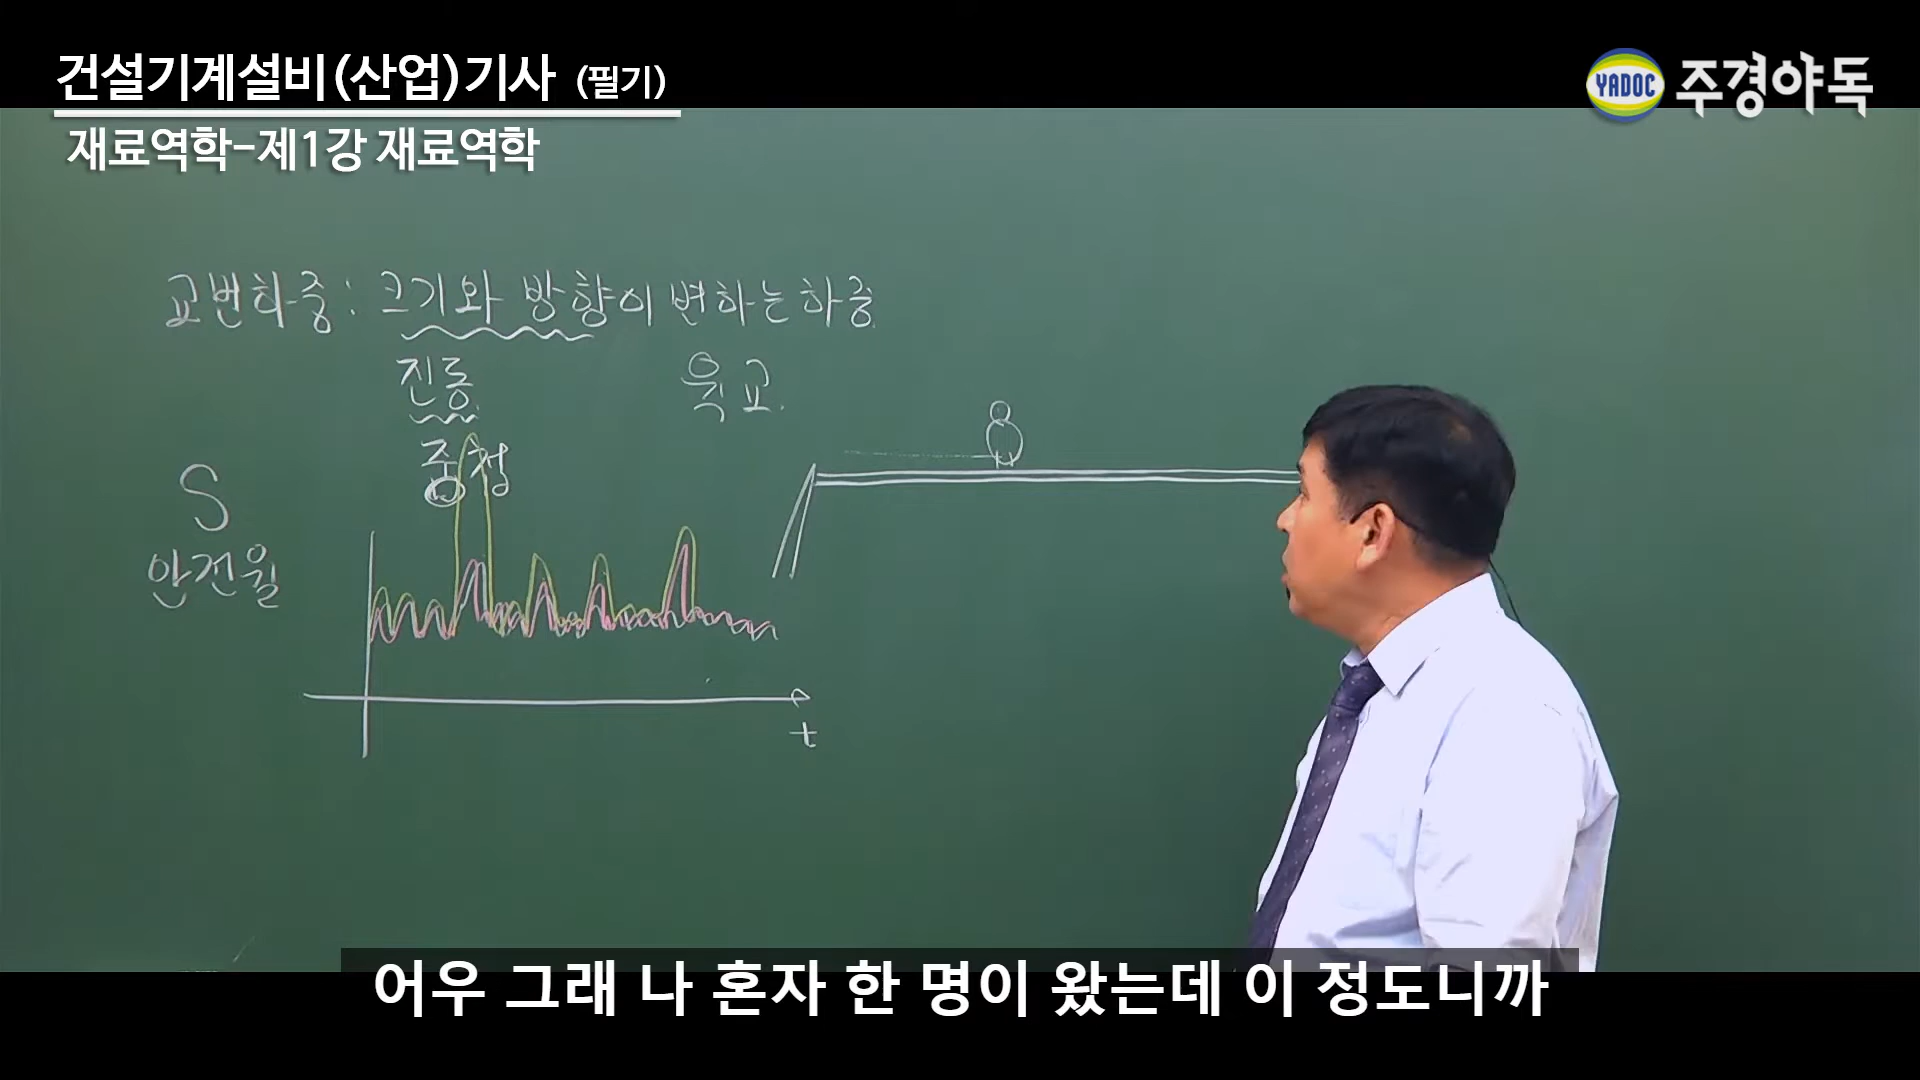 건설기계설비(산업)기사 (필기)
YADOC 주경야독
재료역학-제1강 재료역학
교번하중: 크기와 방향이 변하는하중
진동 육교.
S
안전율
t
어우 그래 나 혼자 한 명이 왔는데 이 정도니까